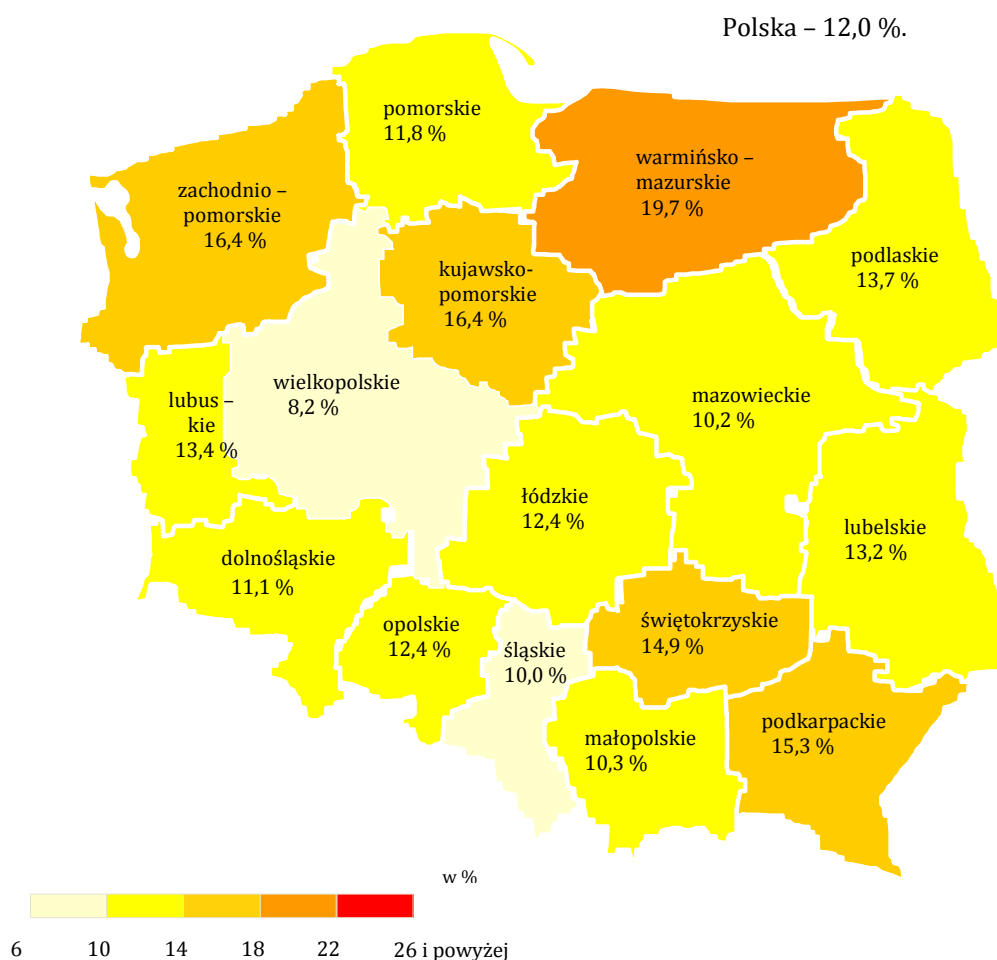 Polska – 12,0 %.
pomorskie
11,8 %
warmińsko –
mazurskie
19,7 %
zachodnio –
pomorskie
16,4 %
podlaskie
13,7 %
kujawsko-
pomorskie
16,4 %
wielkopolskie
8,2 %
mazowieckie
10,2 %
lubus –
kie
13,4 %
łódzkie
12,4 %
lubelskie
13,2 %
dolnośląskie
11,1 %
opolskie
12,4 %
śląskie
10,0 %
świętokrzyskie
14,9 %
podkarpackie
15,3 %
małopolskie
10,3 %
w %
6 10 14 18 22 26 i powyżej